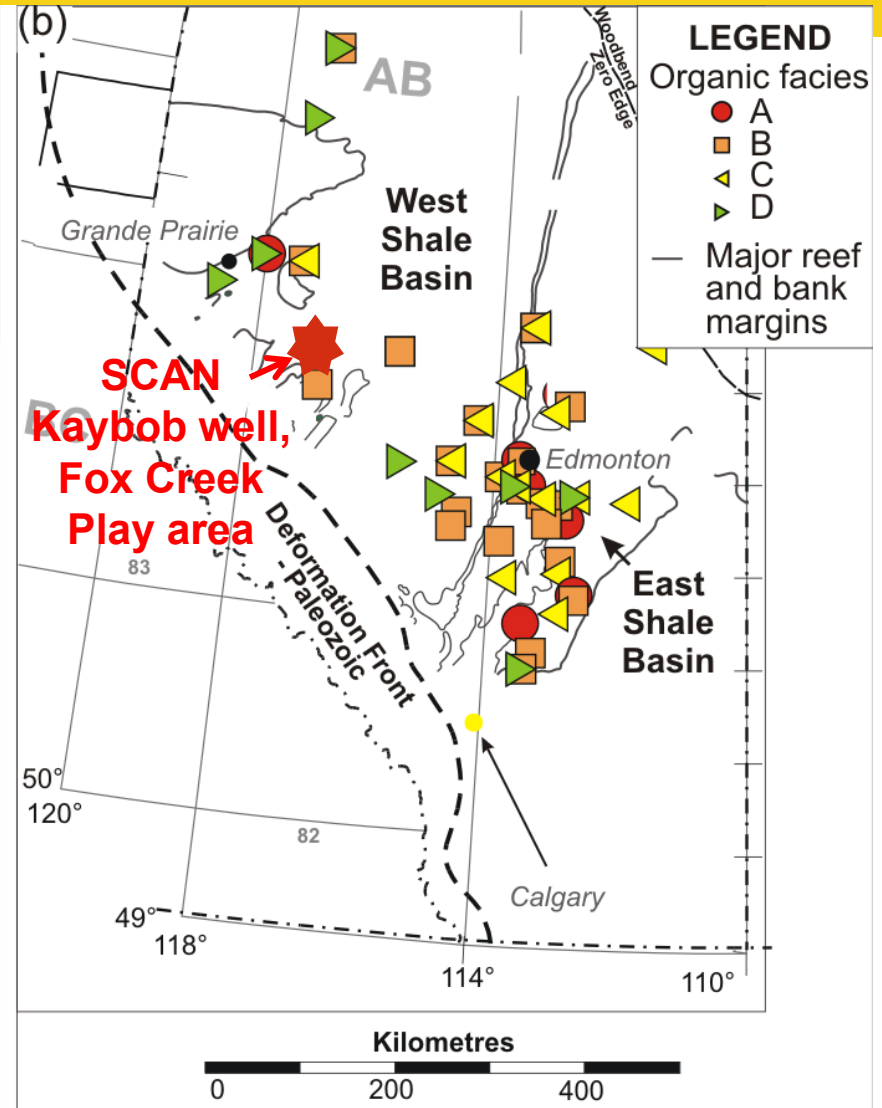 (b)
AB
Woodbend
Zero Edge
LEGEND
Organic facies
A
B
C
D
Major reef
and bank
margins
West
Shale
Basin
Grande Prairie
SCAN
Kaybob well,
Fox Creek
Play area
BC
Edmonton
83
Deformation Front
- Paleozoic
East
Shale
Basin
50°
120°
82
Calgary
49°
118°
114°
110°
Kilometres
0
200
400